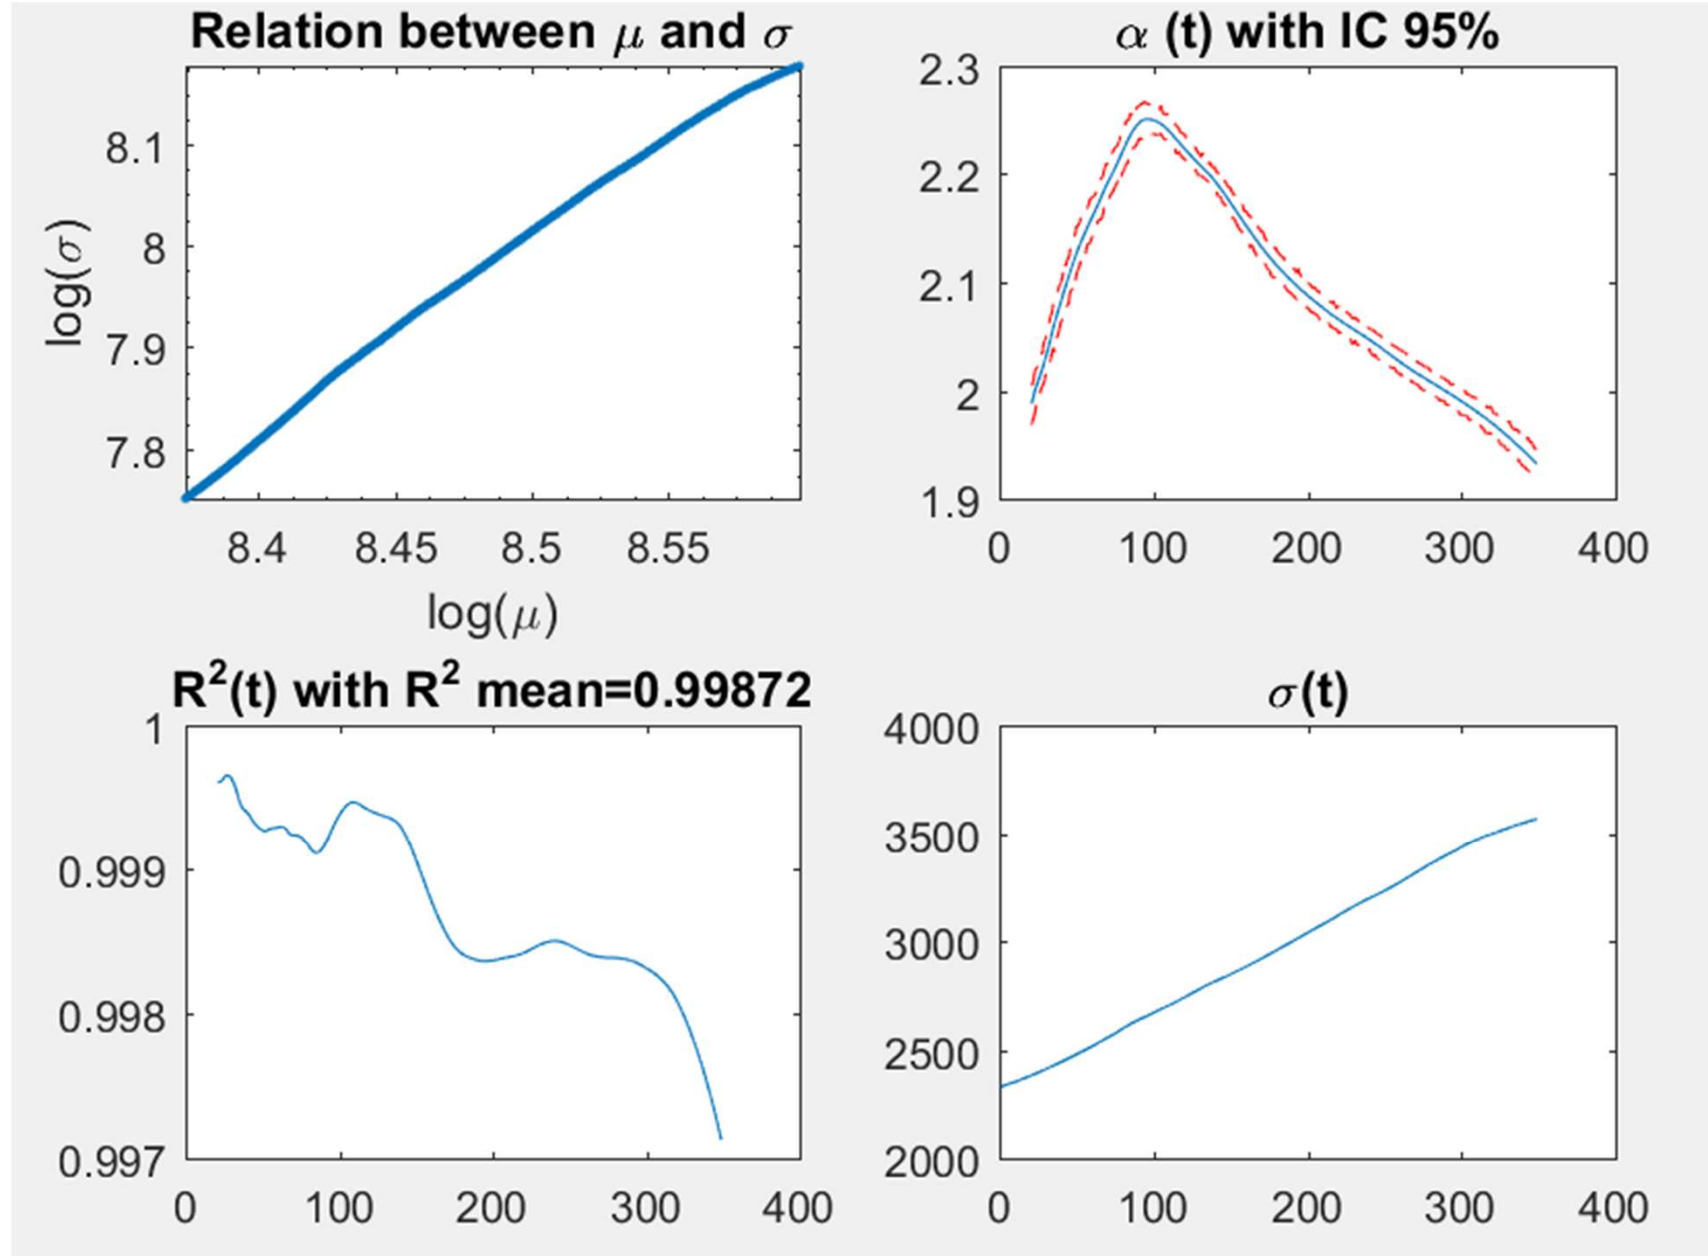 Relation between μ and σ
8.1
8
7.9
7.8
log(σ)
8.4 8.45 8.5 8.55
log(μ)
α (t) with IC 95%
2.3
2.2
2.1
2
1.9
0 100 200 300 400
R²(t) with R² mean=0.99872
1
0.999
0.998
0.997
0 100 200 300 400
σ(t)
4000
3500
3000
2500
2000
0 100 200 300 400